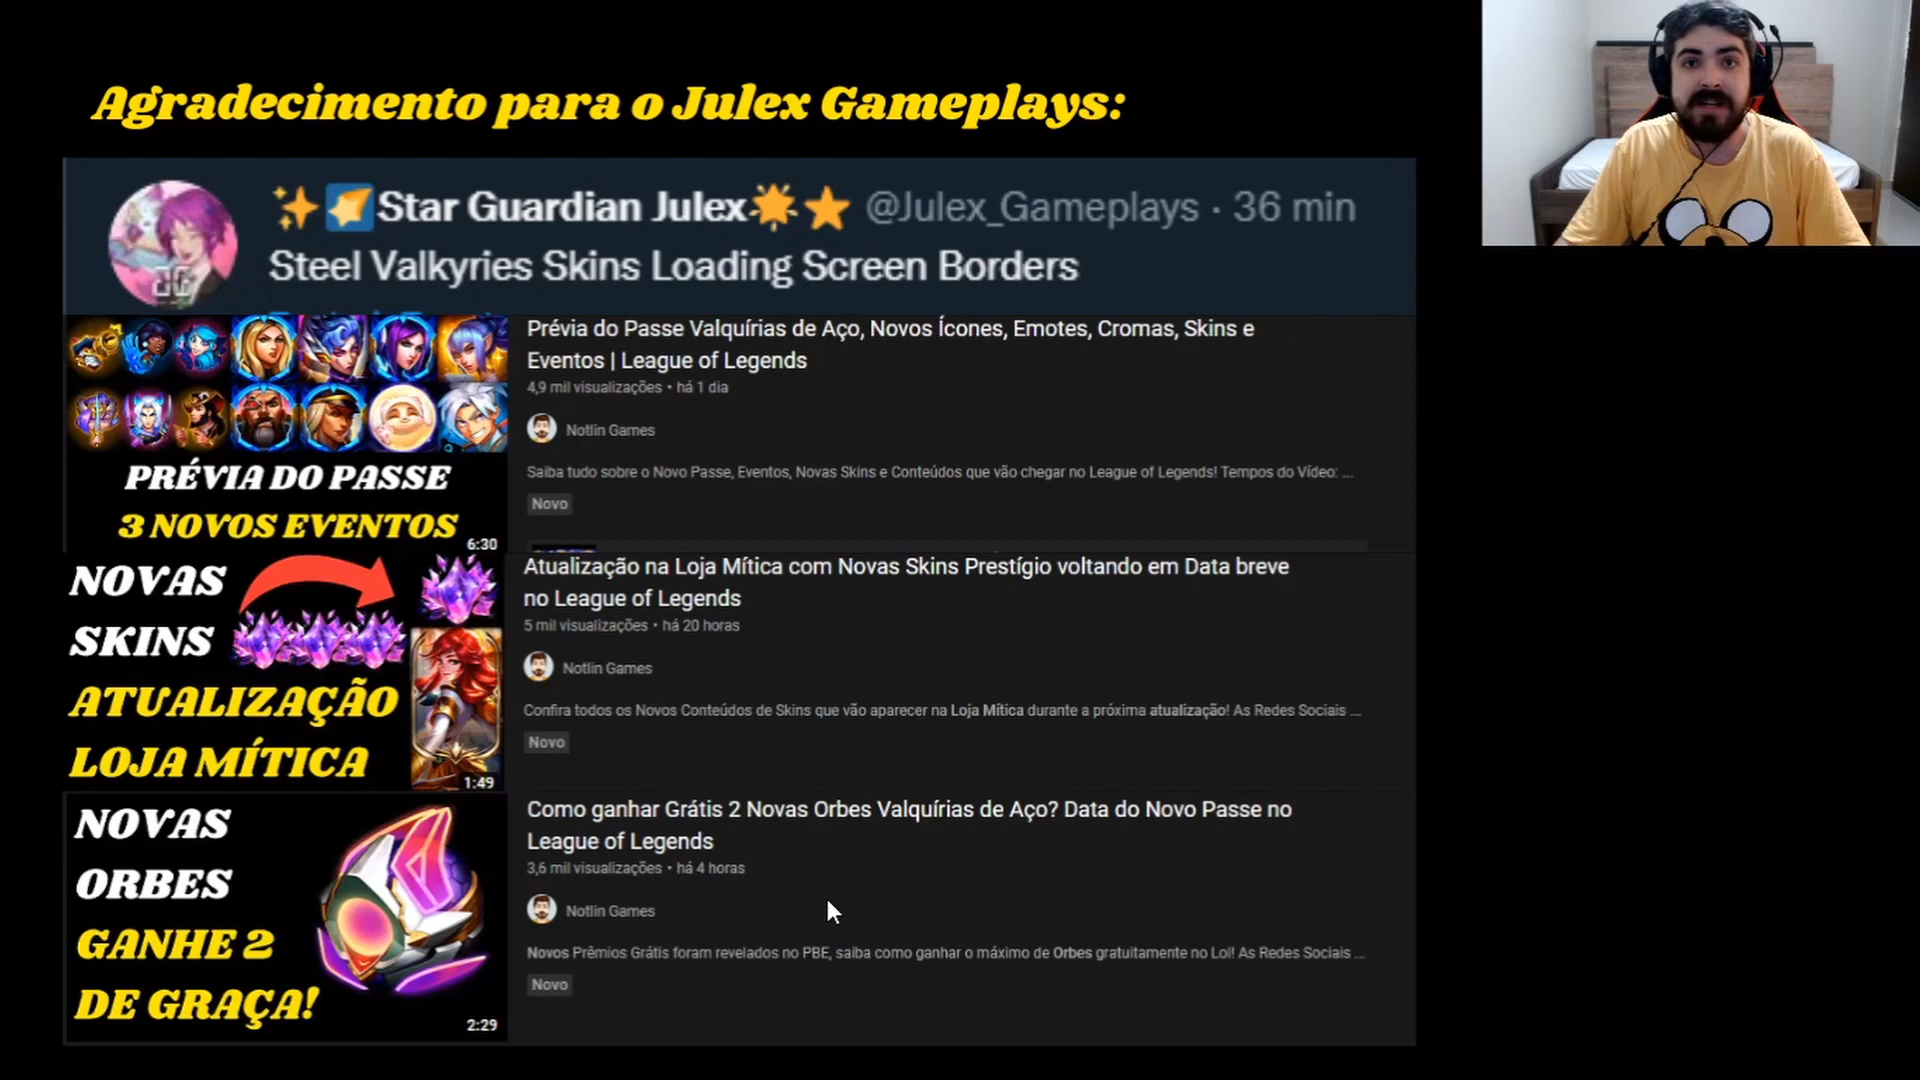 Agradecimento para o Julex Gameplays:
✨🌠Star Guardian Julex🌟⭐ @Julex_Gameplays · 36 min
Steel Valkyries Skins Loading Screen Borders
PRÉVIA DO PASSE
3 NOVOS EVENTOS
6:30
Prévia do Passe Valquírias de Aço, Novos Ícones, Emotes, Cromas, Skins e
Eventos | League of Legends
4,9 mil visualizações • há 1 dia
Notlin Games
Saiba tudo sobre o Novo Passe, Eventos, Novas Skins e Conteúdos que vão chegar no League of Legends! Tempos do Vídeo: ...
Novo
NOVAS
SKINS
ATUALIZAÇÃO
LOJA MÍTICA
1:49
Atualização na Loja Mítica com Novas Skins Prestígio voltando em Data breve
no League of Legends
5 mil visualizações • há 20 horas
Notlin Games
Confira todos os Novos Conteúdos de Skins que vão aparecer na Loja Mítica durante a próxima atualização! As Redes Sociais ...
Novo
NOVAS
ORBES
GANHE 2
DE GRAÇA!
2:29
Como ganhar Grátis 2 Novas Orbes Valquírias de Aço? Data do Novo Passe no
League of Legends
3,6 mil visualizações • há 4 horas
Notlin Games
Novos Prêmios Grátis foram revelados no PBE, saiba como ganhar o máximo de Orbes gratuitamente no Lol! As Redes Sociais ...
Novo